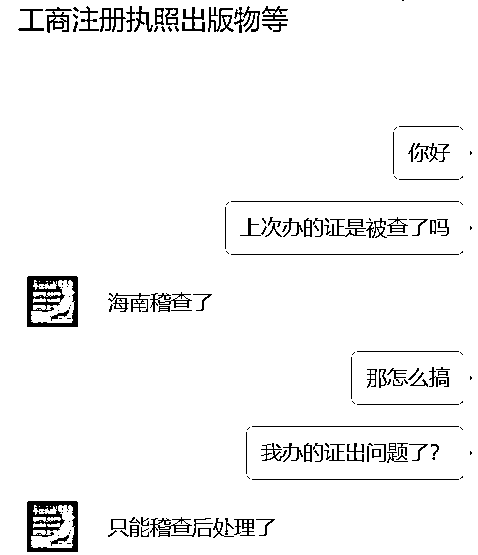 工商注册执照出版物等
你好
上次办的证是被查了吗
海南稽查了
那怎么搞
我办的证出问题了?
只能稽查后处理了